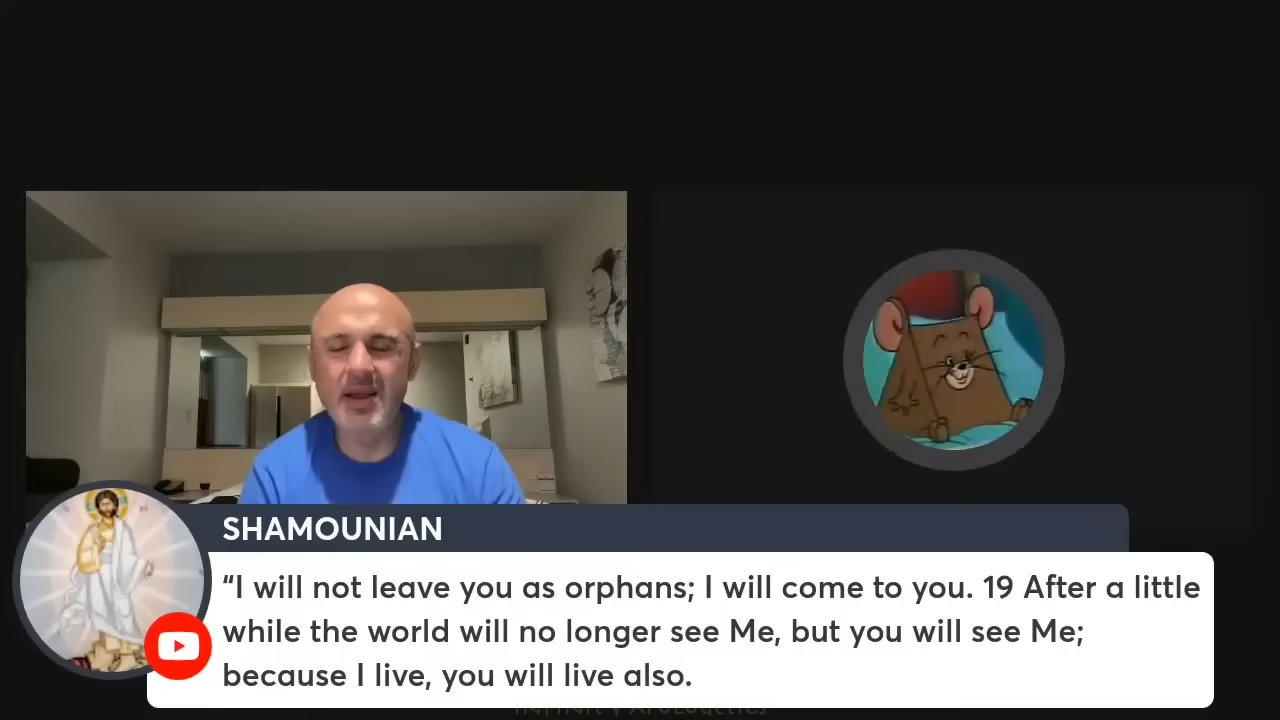 SHAMOUNIAN
“I will not leave you as orphans; I will come to you. 19 After a little
while the world will no longer see Me, but you will see Me;
because I live, you will live also.